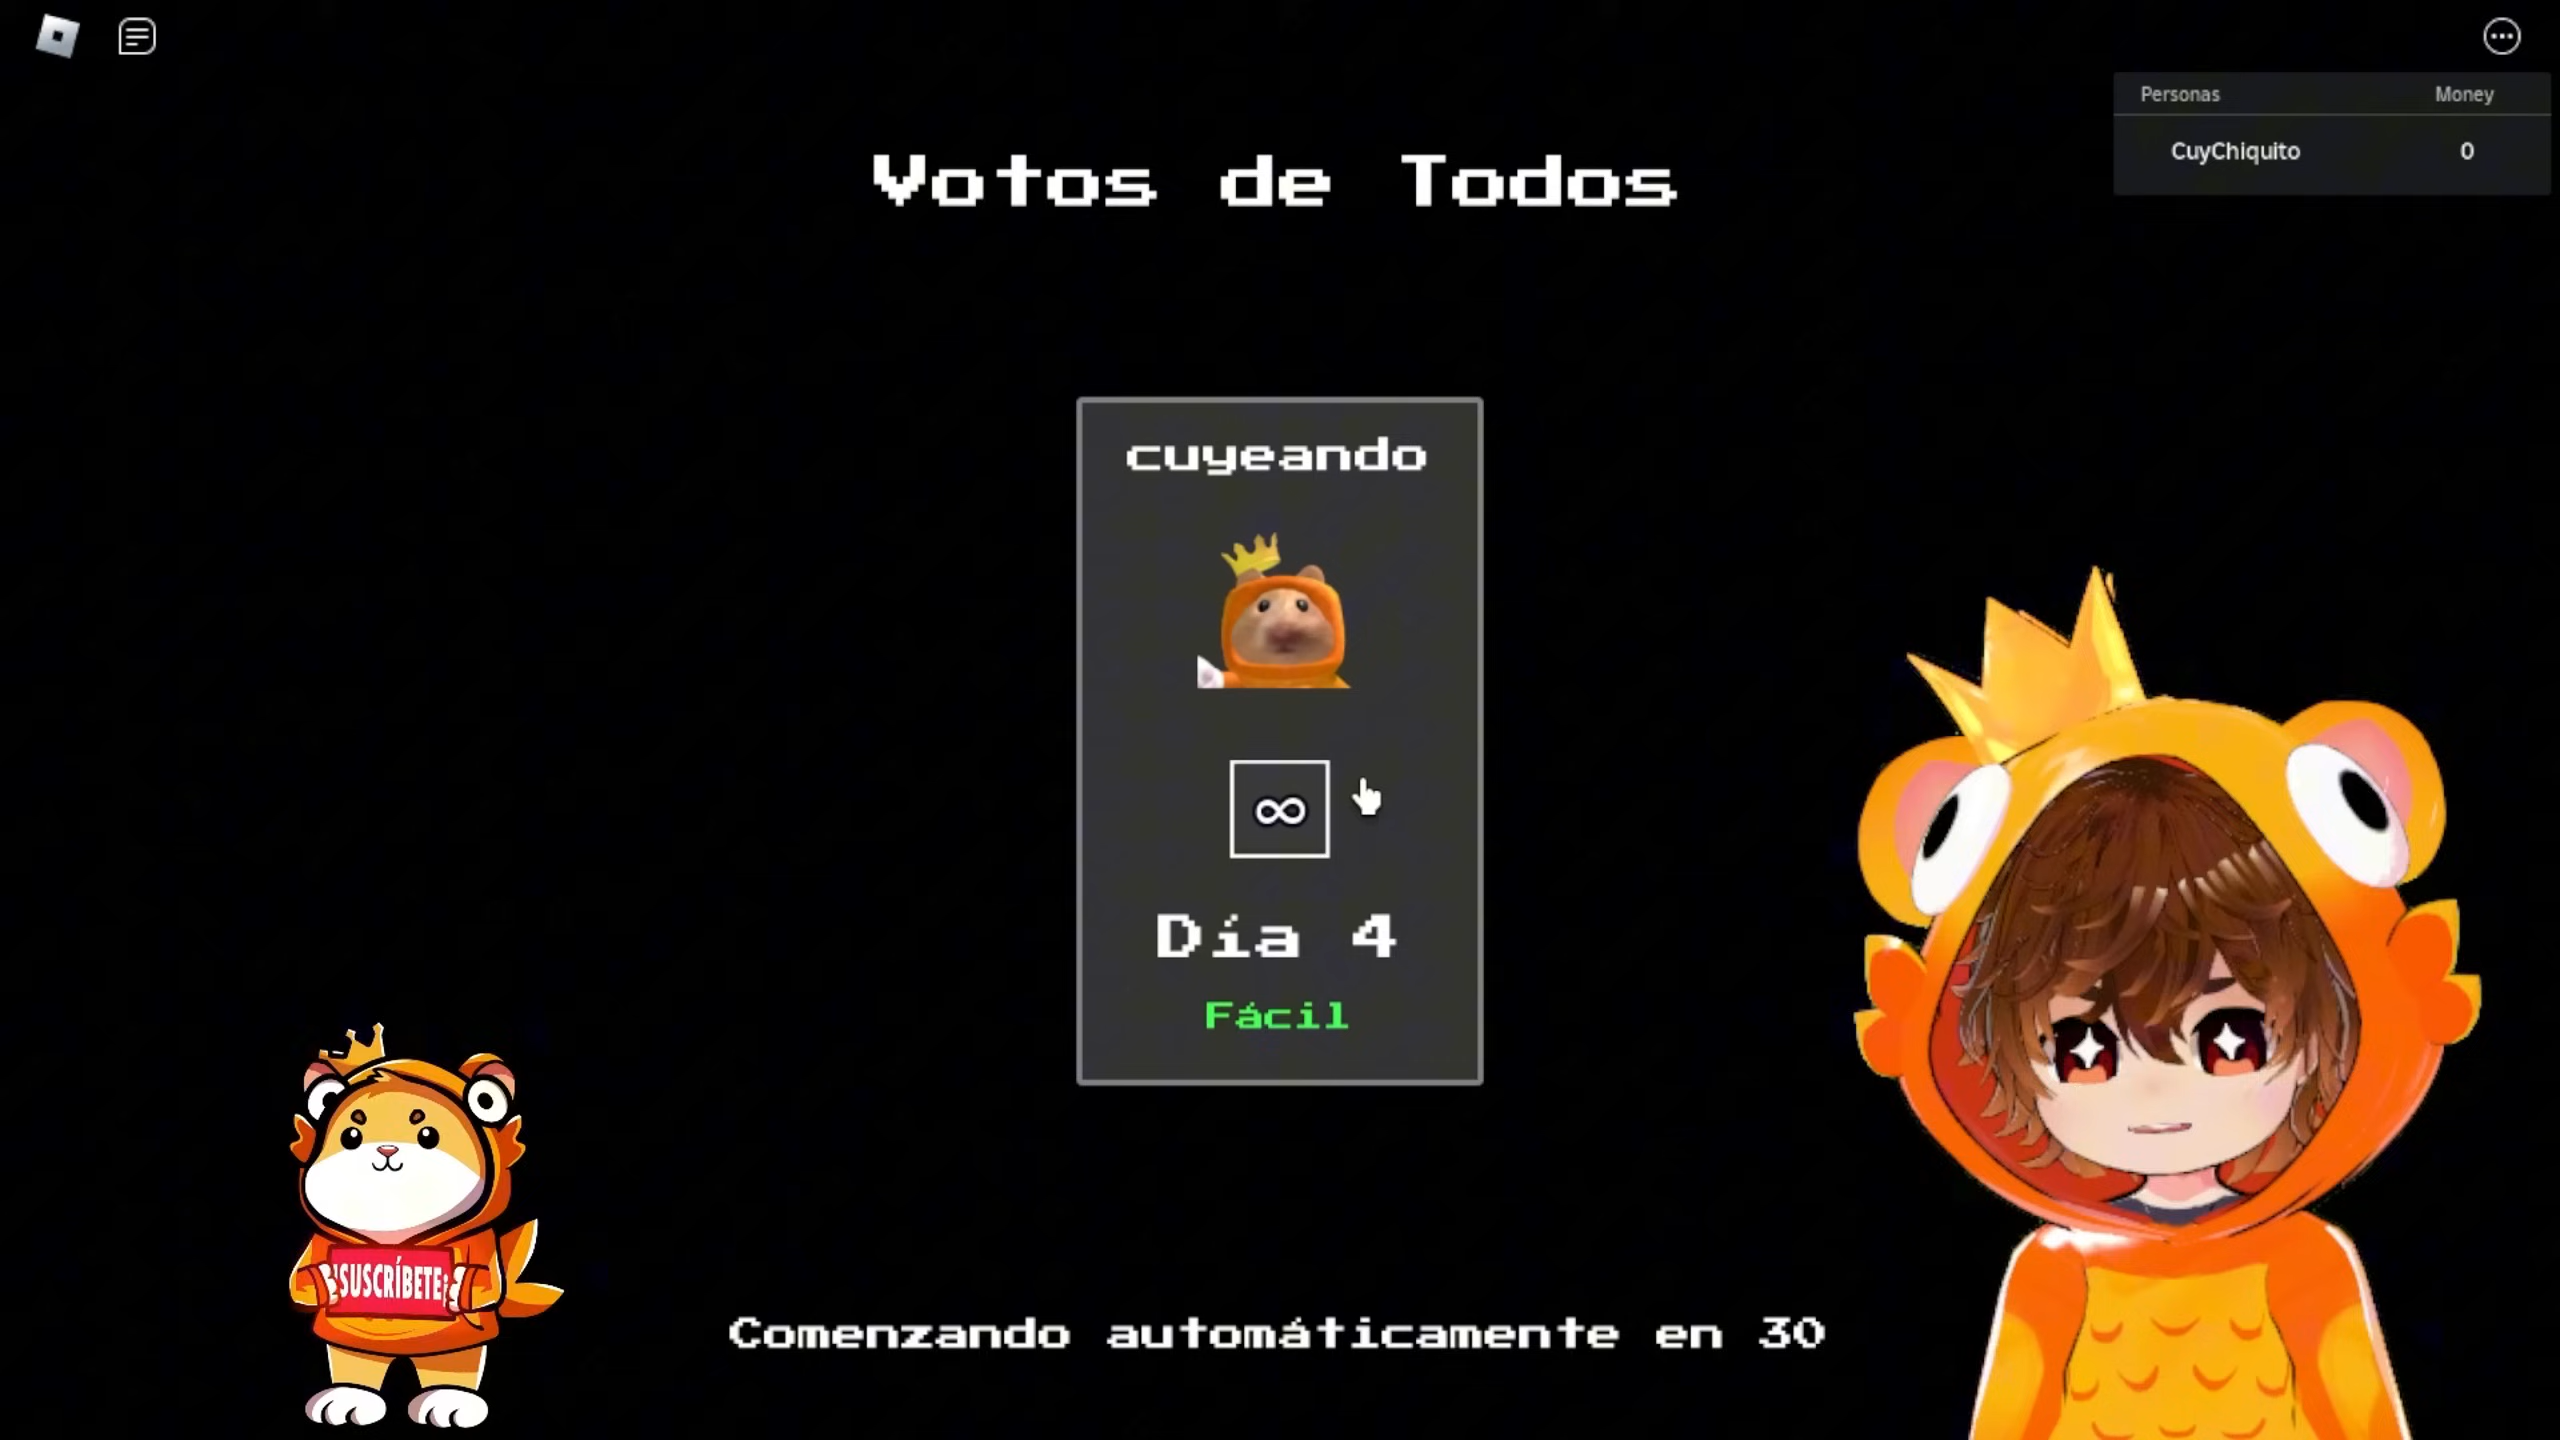 Personas Money
CuyChiquito 0
Votos de Todos
cuyeando
∞
Día 4
Fácil
¡SUSCRÍBETE!
Comenzando automáticamente en 30